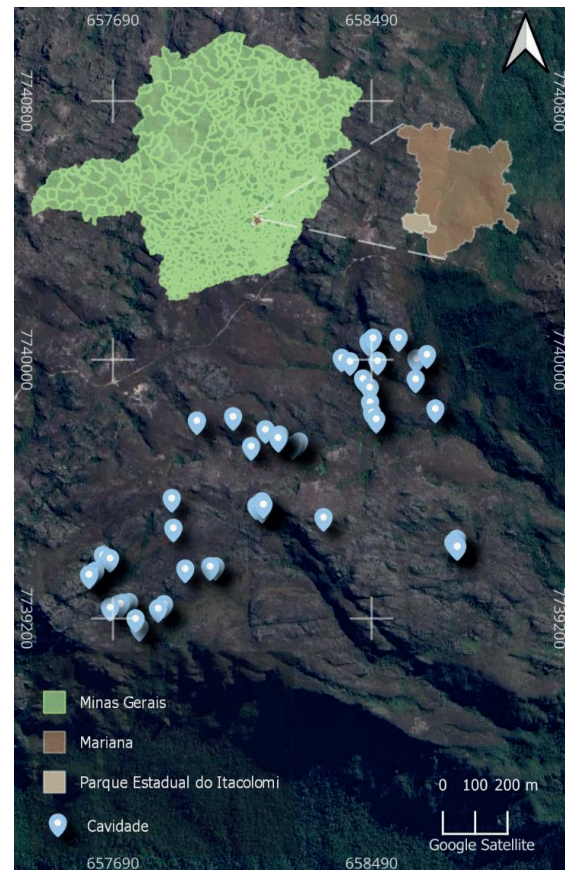 657690 658490
7740800 7740800
7740000 7740000
7739200 7739200
Minas Gerais
Mariana
Parque Estadual do Itacolomi
Cavidade
0 100 200 m
Google Satellite
657690 658490